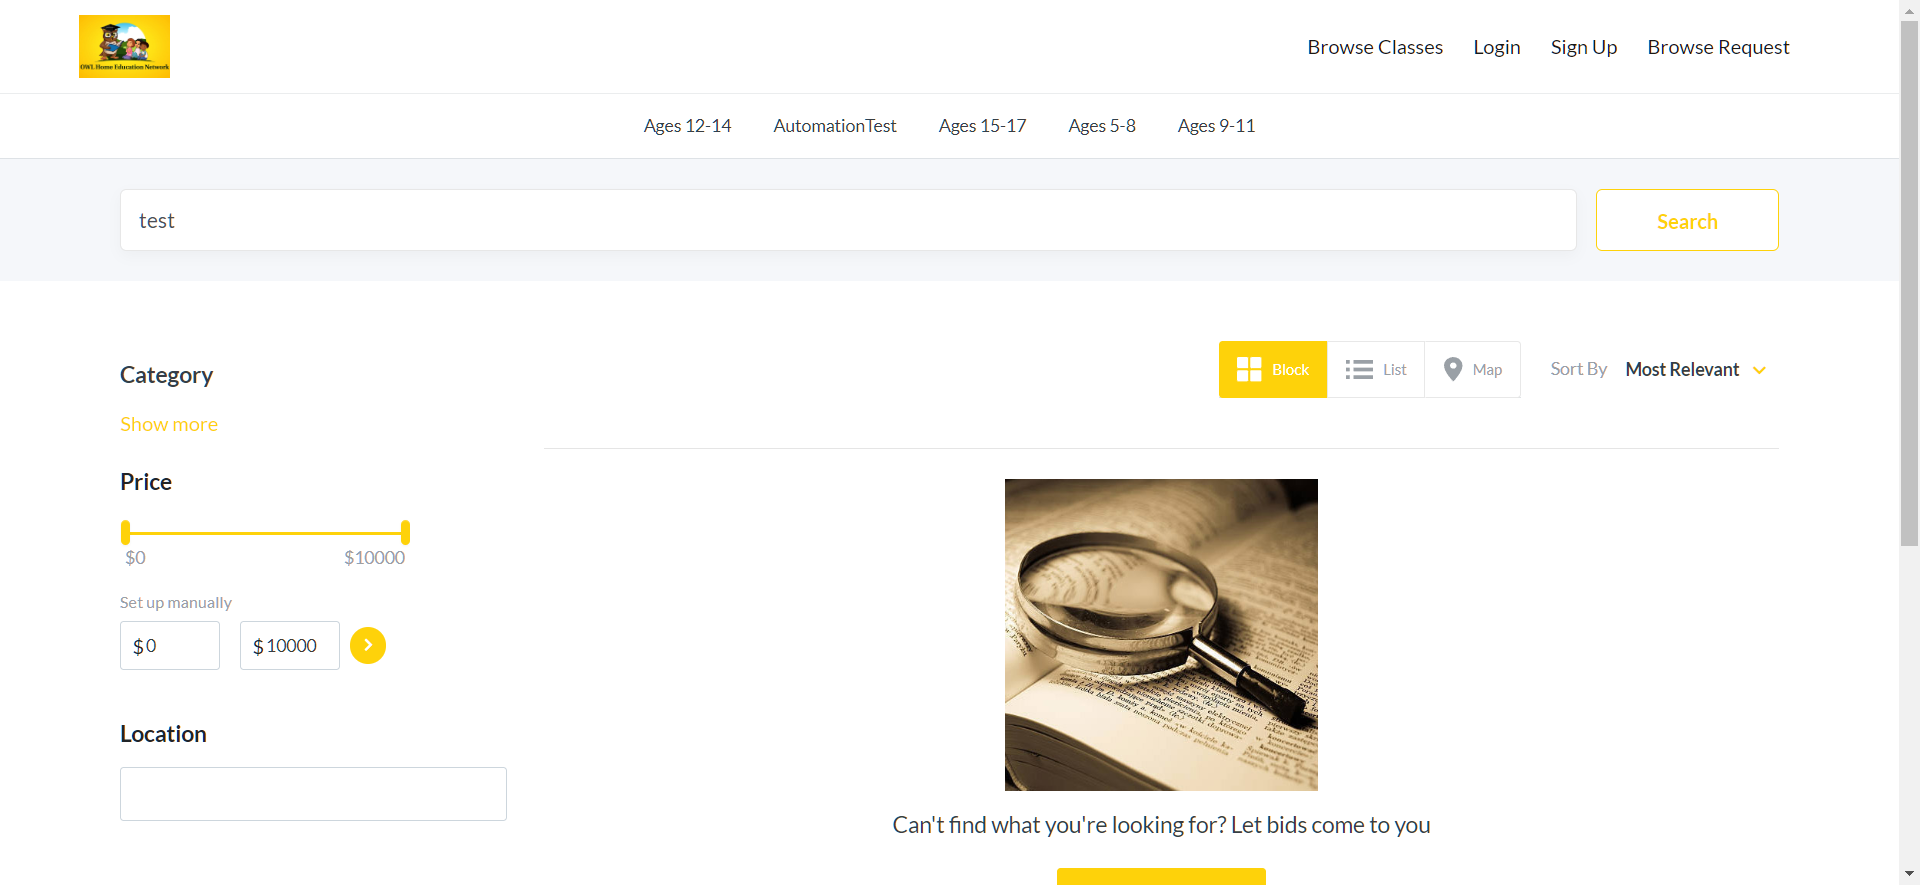 OWL Home Education Network
Browse Classes
Login
Sign Up
Browse Request
Ages 12-14
AutomationTest
Ages 15-17
Ages 5-8
Ages 9-11
test
Search
Category
Show more
Price
$0
$10000
Set up manually
$0
$10000
Location
Block
List
Map
Sort By
Most Relevant
Can't find what you're looking for? Let bids come to you